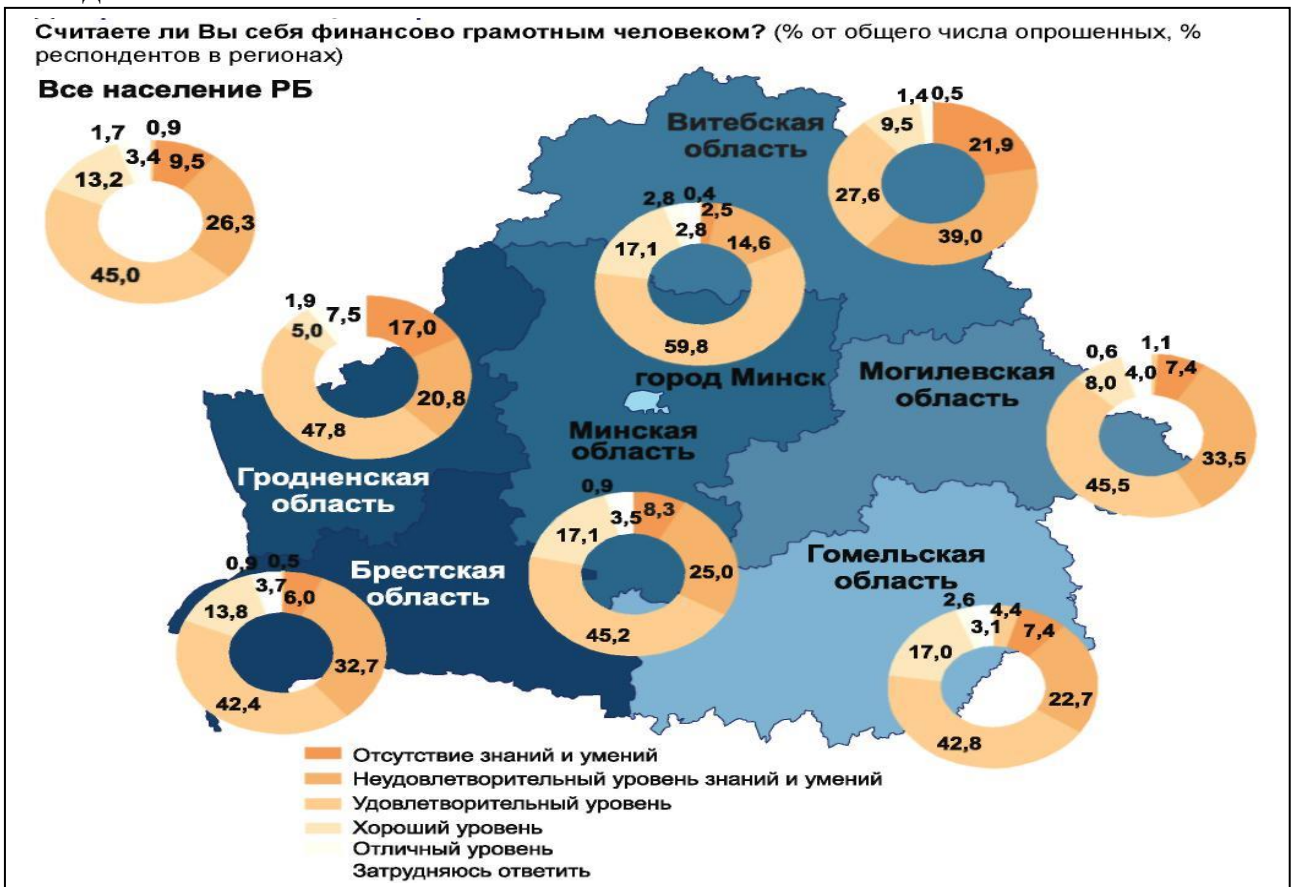 Считаете ли Вы себя финансово грамотным человеком? (% от общего числа опрошенных, %
респондентов в регионах)
Все население РБ
1,7 0,9
3,4 9,5
13,2
26,3
45,0
Витебская
область
1,4 0,5
9,5
21,9
27,6
39,0
2,8 0,4
2,5
2,8
17,1
14,6
59,8
город Минск
1,9
7,5
5,0
17,0
20,8
47,8
Гродненская
область
Могилевская
область
0,6
1,1
8,0
4,0
7,4
33,5
45,5
Минская
область
0,9
3,5
8,3
17,1
25,0
45,2
Брестская
область
0,9 0,5
3,7
6,0
13,8
32,7
42,4
Гомельская
область
2,6
4,4
3,1
7,4
17,0
22,7
42,8
Отсутствие знаний и умений
Неудовлетворительный уровень знаний и умений
Удовлетворительный уровень
Хороший уровень
Отличный уровень
Затрудняюсь ответить